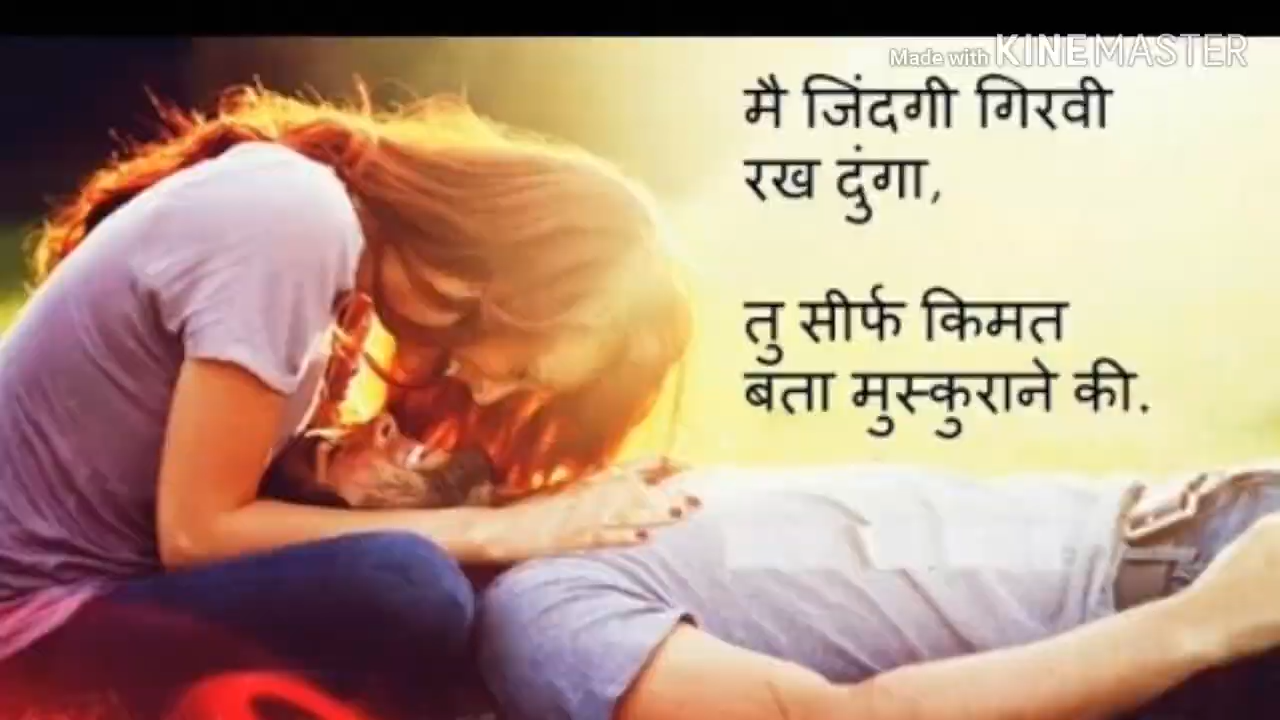 Made with KINEMASTER
मै जिंदगी गिरवी
रख दुंगा,
तु सीर्फ किमत
बता मुस्कुराने की.